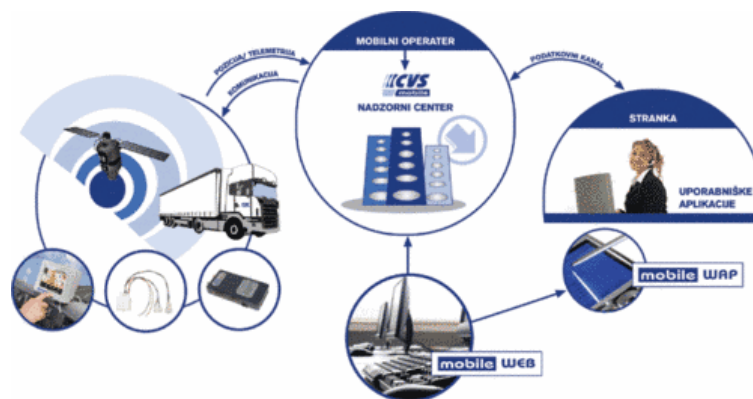 MOBILNI OPERATER
POZICIJA/ TELEMETRIJA
KOMUNIKACIJA
CVS
mobile
NADZORNI CENTER
PODATKOVNI KANAL
STRANKA
UPORABNIŠKE
APLIKACIJE
mobile WAP
mobile WEB